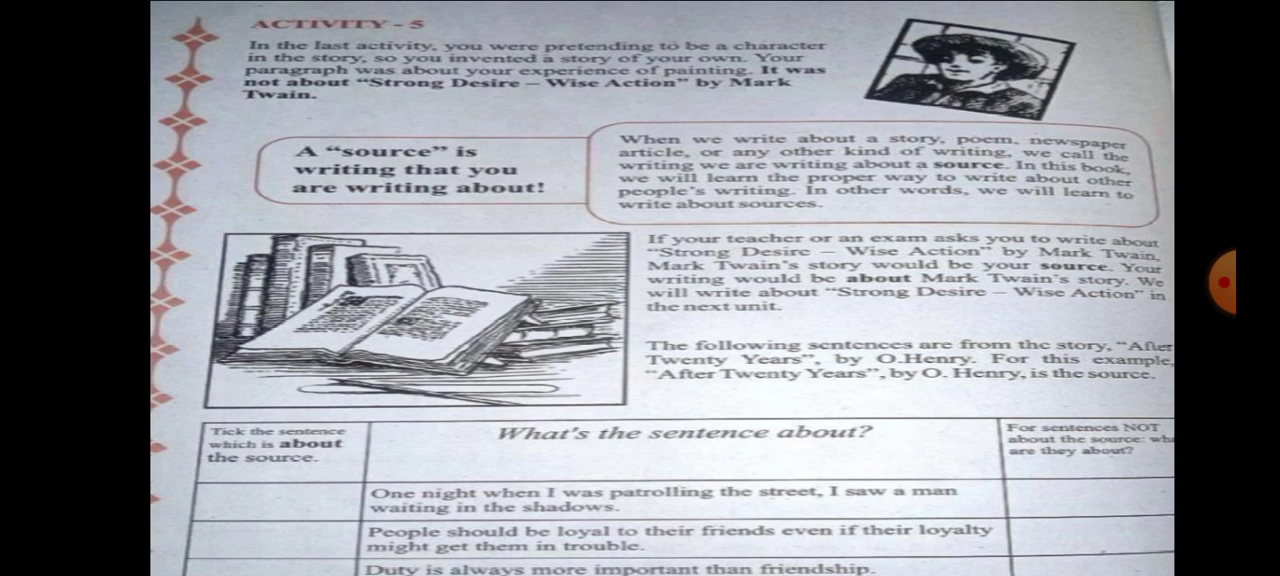 ACTIVITY - 5
In the last activity, you were pretending to be a character
in the story, so you invented a story of your own. Your
paragraph was about your experience of painting. It was
not about "Strong Desire – Wise Action" by Mark
Twain.
A "source" is
writing that you
are writing about!
When we write about a story, poem, newspaper
article, or any other kind of writing, we call the
writing we are writing about a source. In this book,
we will learn the proper way to write about other
people's writing. In other words, we will learn to
write about sources.
If your teacher or an exam asks you to write about
"Strong Desire – Wise Action" by Mark Twain,
Mark Twain's story would be your source. Your
writing would be about Mark Twain's story. We
will write about "Strong Desire – Wise Action" in
the next unit.
The following sentences are from the story, "After
Twenty Years", by O.Henry. For this example,
"After Twenty Years", by O. Henry, is the source.
Tick the sentence
which is about
the source.
What's the sentence about?
For sentences NOT
about the source: wha
are they about?
One night when I was patrolling the street, I saw a man
waiting in the shadows.
People should be loyal to their friends even if their loyalty
might get them in trouble.
Duty is always more important than friendship.